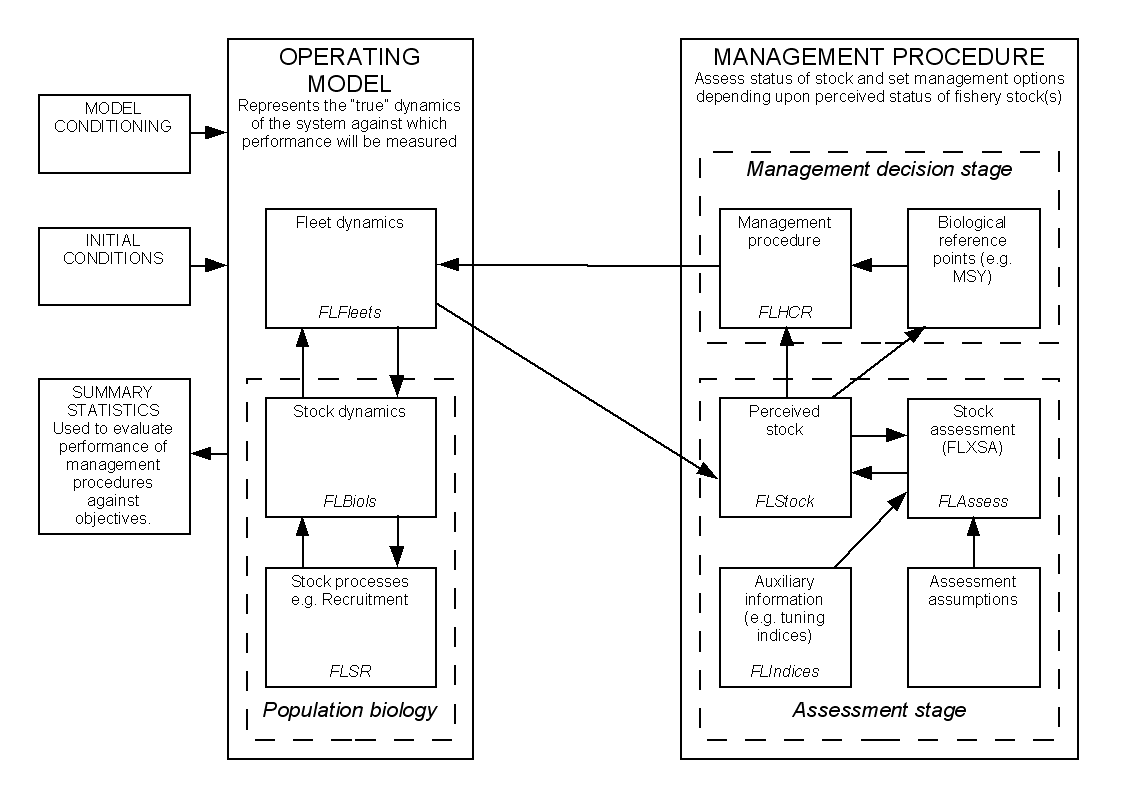 MODEL
CONDITIONING
INITIAL
CONDITIONS
SUMMARY
STATISTICS
Used to evaluate
performance of
management
procedures
against
objectives.
OPERATING
MODEL
Represents the "true" dynamics
of the system against which
performance will be measured
Fleet dynamics
FLFleets
Stock dynamics
FLBiols
Stock processes
e.g. Recruitment
FLSR
Population biology
MANAGEMENT PROCEDURE
Assess status of stock and set management options
depending upon perceived status of fishery stock(s)
Management decision stage
Management
procedure
FLHCR
Biological
reference
points (e.g.
MSY)
Perceived
stock
FLStock
Stock
assessment
(FLXSA)
FLAssess
Auxiliary
information
(e.g. tuning
indices)
FLIndices
Assessment
assumptions
Assessment stage